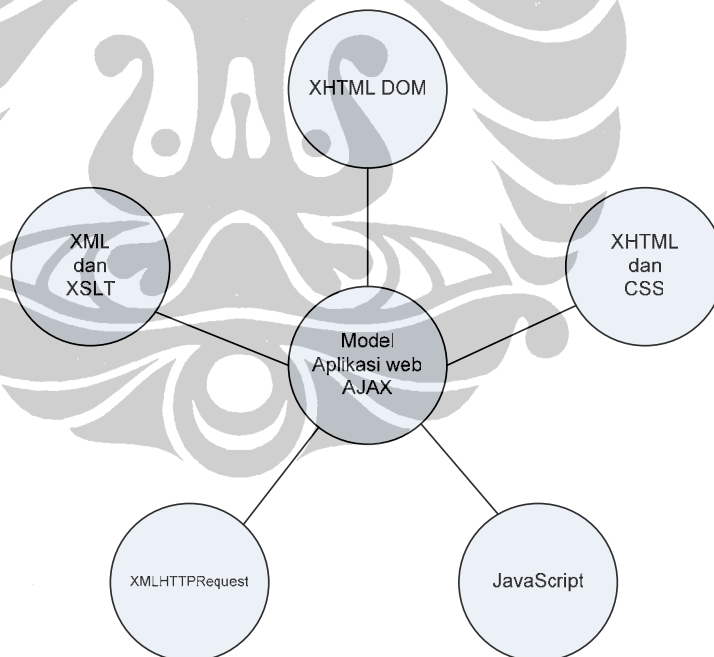 XHTML DOM
XML
dan
XSLT
XHTML
dan
CSS
Model
Aplikasi web
AJAX
XMLHTTPRequest
JavaScript